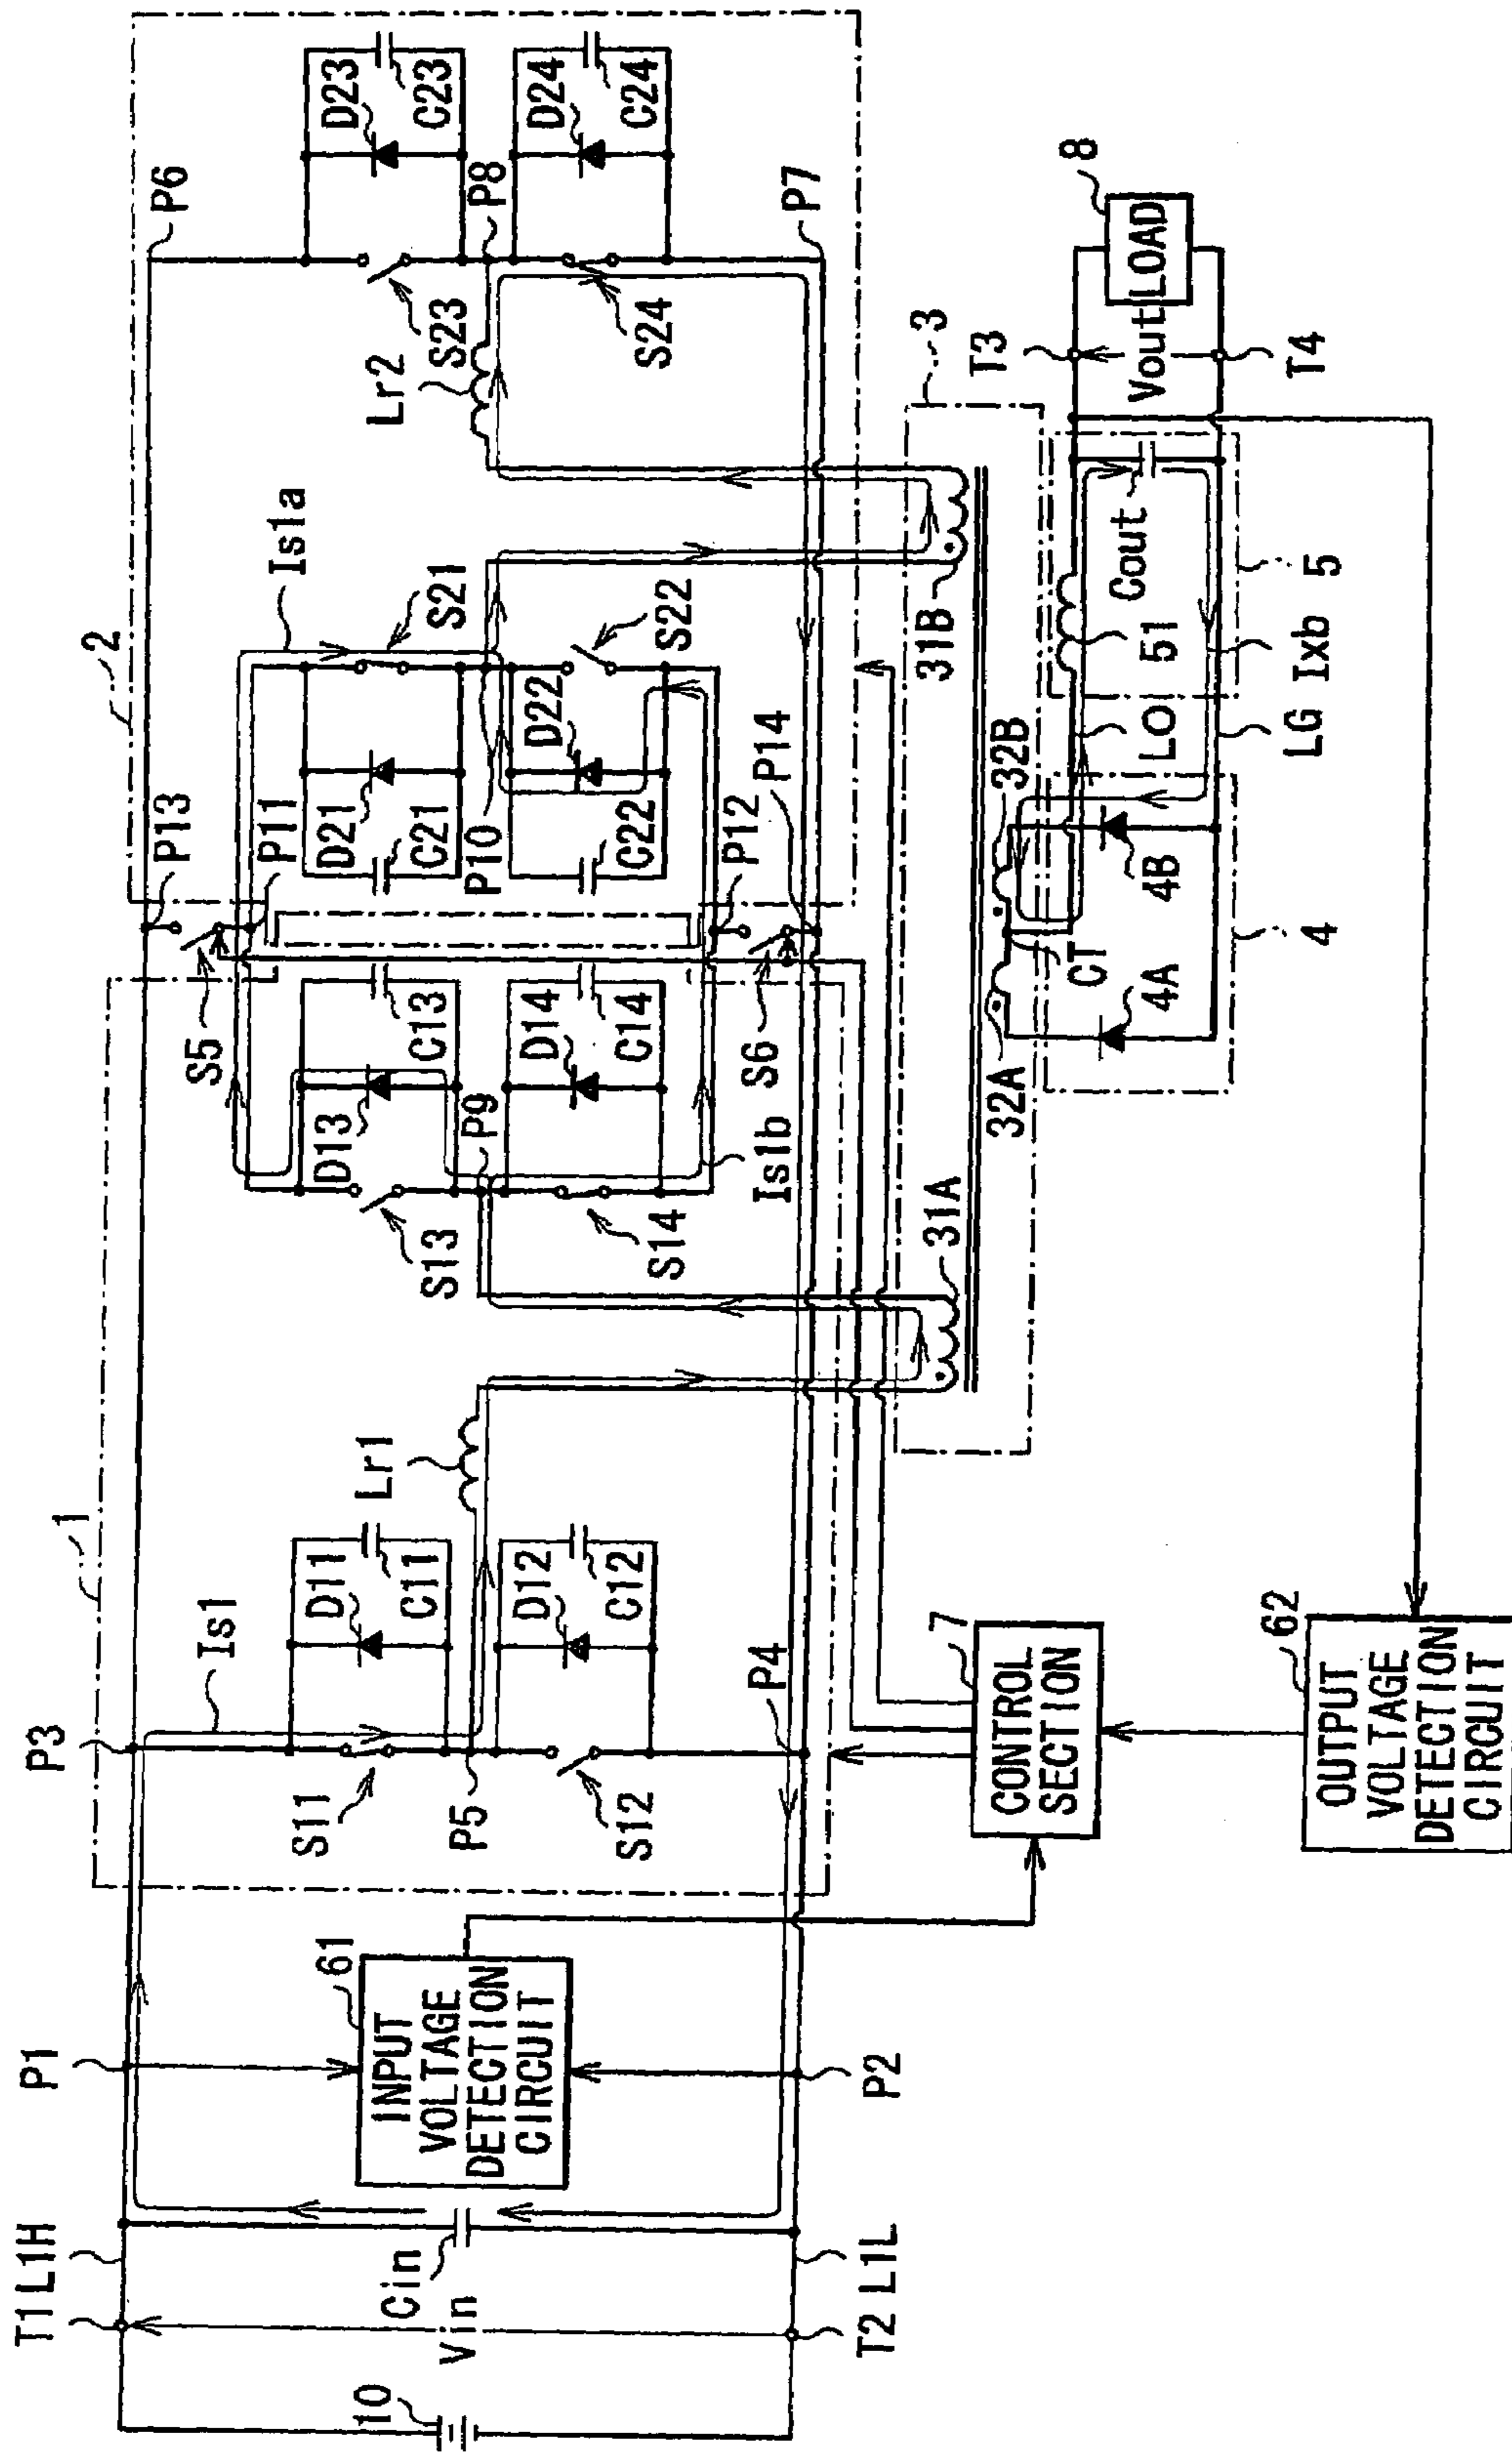 T1
L1H
P1
P3
1
Is1
S11
D11
C11
P5
S12
D12
C12
Lr1
P4
10
Vin
Cin
T2
L1L
P2
61
INPUT
VOLTAGE
DETECTION
CIRCUIT
S5
P13
P11
2
D13
C13
S13
P9
D14
C14
S14
Is1b
S6
P12
P14
Is1a
D21
C21
S21
P10
D22
C22
S22
Lr2
P6
S23
D23
C23
P8
S24
D24
C24
P7
31A
31B
3
32A
32B
CT
4A
4B
4
LO
LG
51
Cout
Ixb
5
T3
Vout
T4
8
LOAD
7
CONTROL
SECTION
62
OUTPUT
VOLTAGE
DETECTION
CIRCUIT